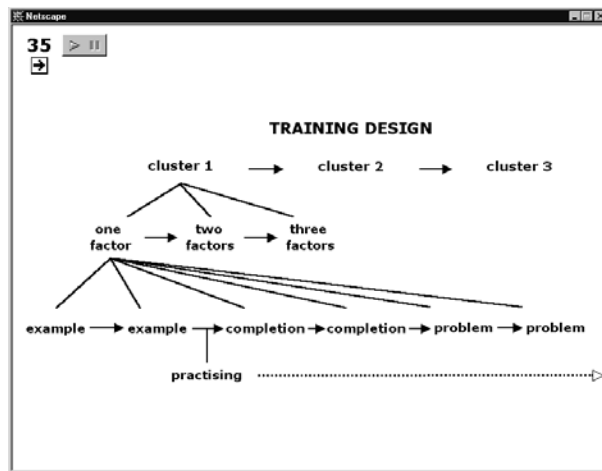 Netscape
35
TRAINING DESIGN
cluster 1 cluster 2 cluster 3
one two three
factor factors factors
example example completion completion problem problem
practising